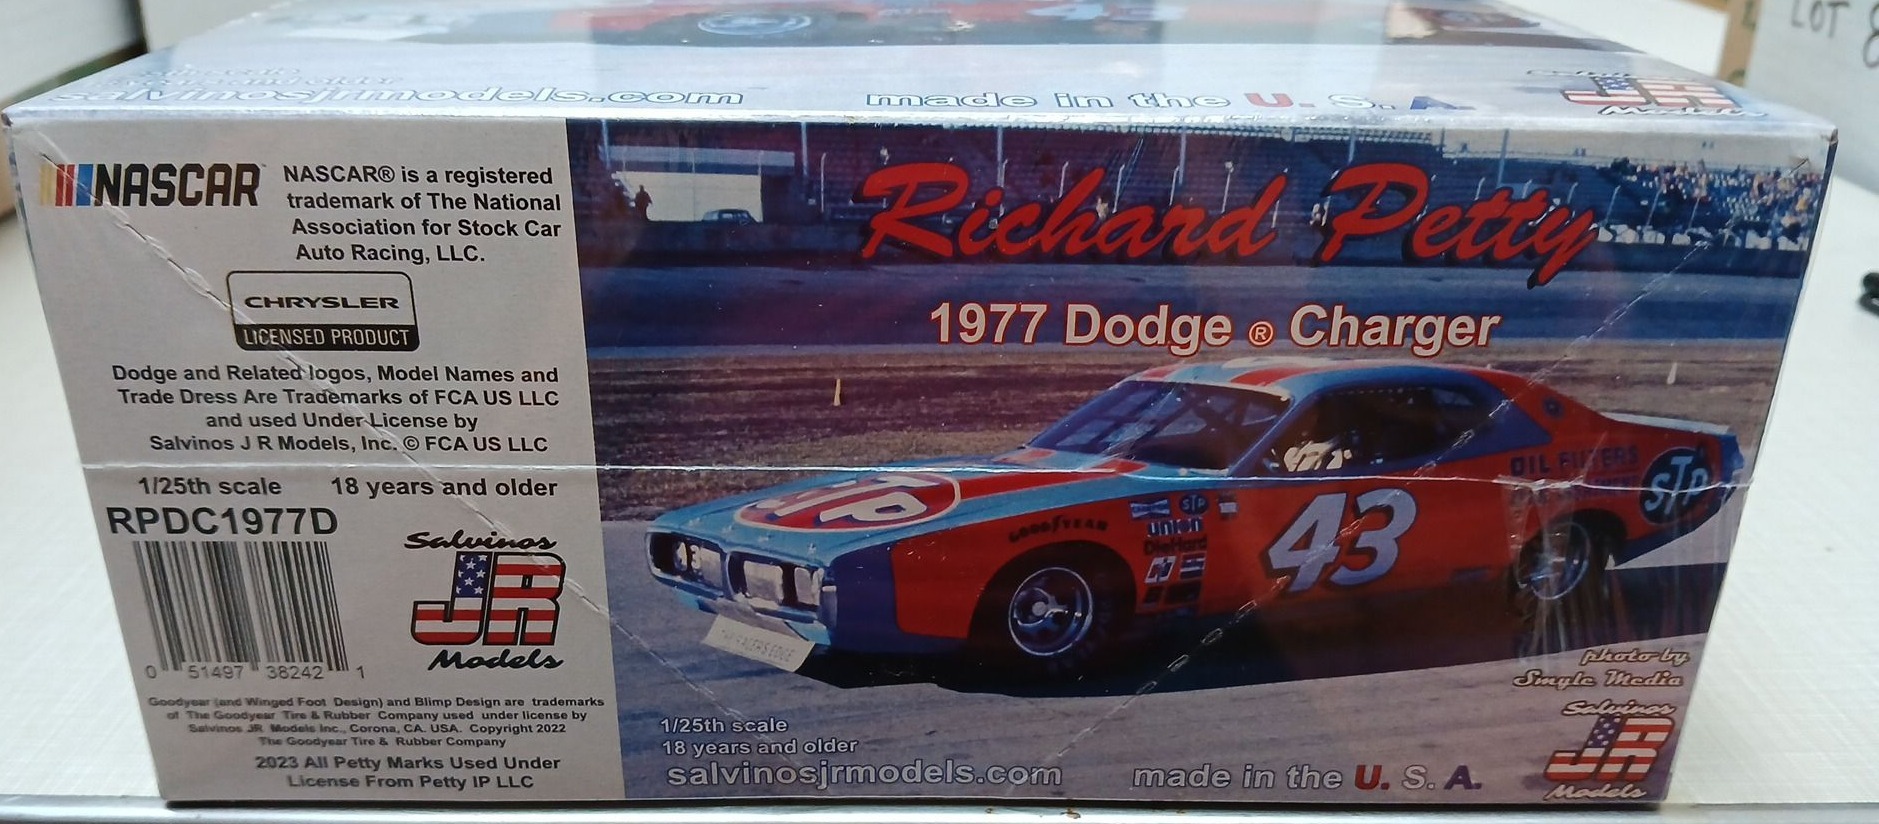 LOT 8
salvinosjrmodels.com
made in the U. S. A.
JR
Models
NASCAR
NASCAR® is a registered
trademark of The National
Association for Stock Car
Auto Racing, LLC.
CHRYSLER
LICENSED PRODUCT
Dodge and Related logos, Model Names and
Trade Dress Are Trademarks of FCA US LLC
and used Under License by
Salvinos J R Models, Inc. © FCA US LLC
1/25th scale 18 years and older
RPDC1977D
Salvinos
JR
Models
0 51497 38242 1
Goodyear (and Winged Foot Design) and Blimp Design are trademarks
of The Goodyear Tire & Rubber Company used under license by
Salvinos JR Models Inc., Corona, CA. USA. Copyright 2022
The Goodyear Tire & Rubber Company
2023 All Petty Marks Used Under
License From Petty IP LLC
Richard Petty
1977 Dodge ® Charger
STP
GOODYEAR
STP
union
DieHard
43
OIL FILTERS
STP
THE RACER'S EDGE
photo by
Smyle Media
1/25th scale
18 years and older
salvinosjrmodels.com
made in the U. S. A.
Salvinos
JR
Models